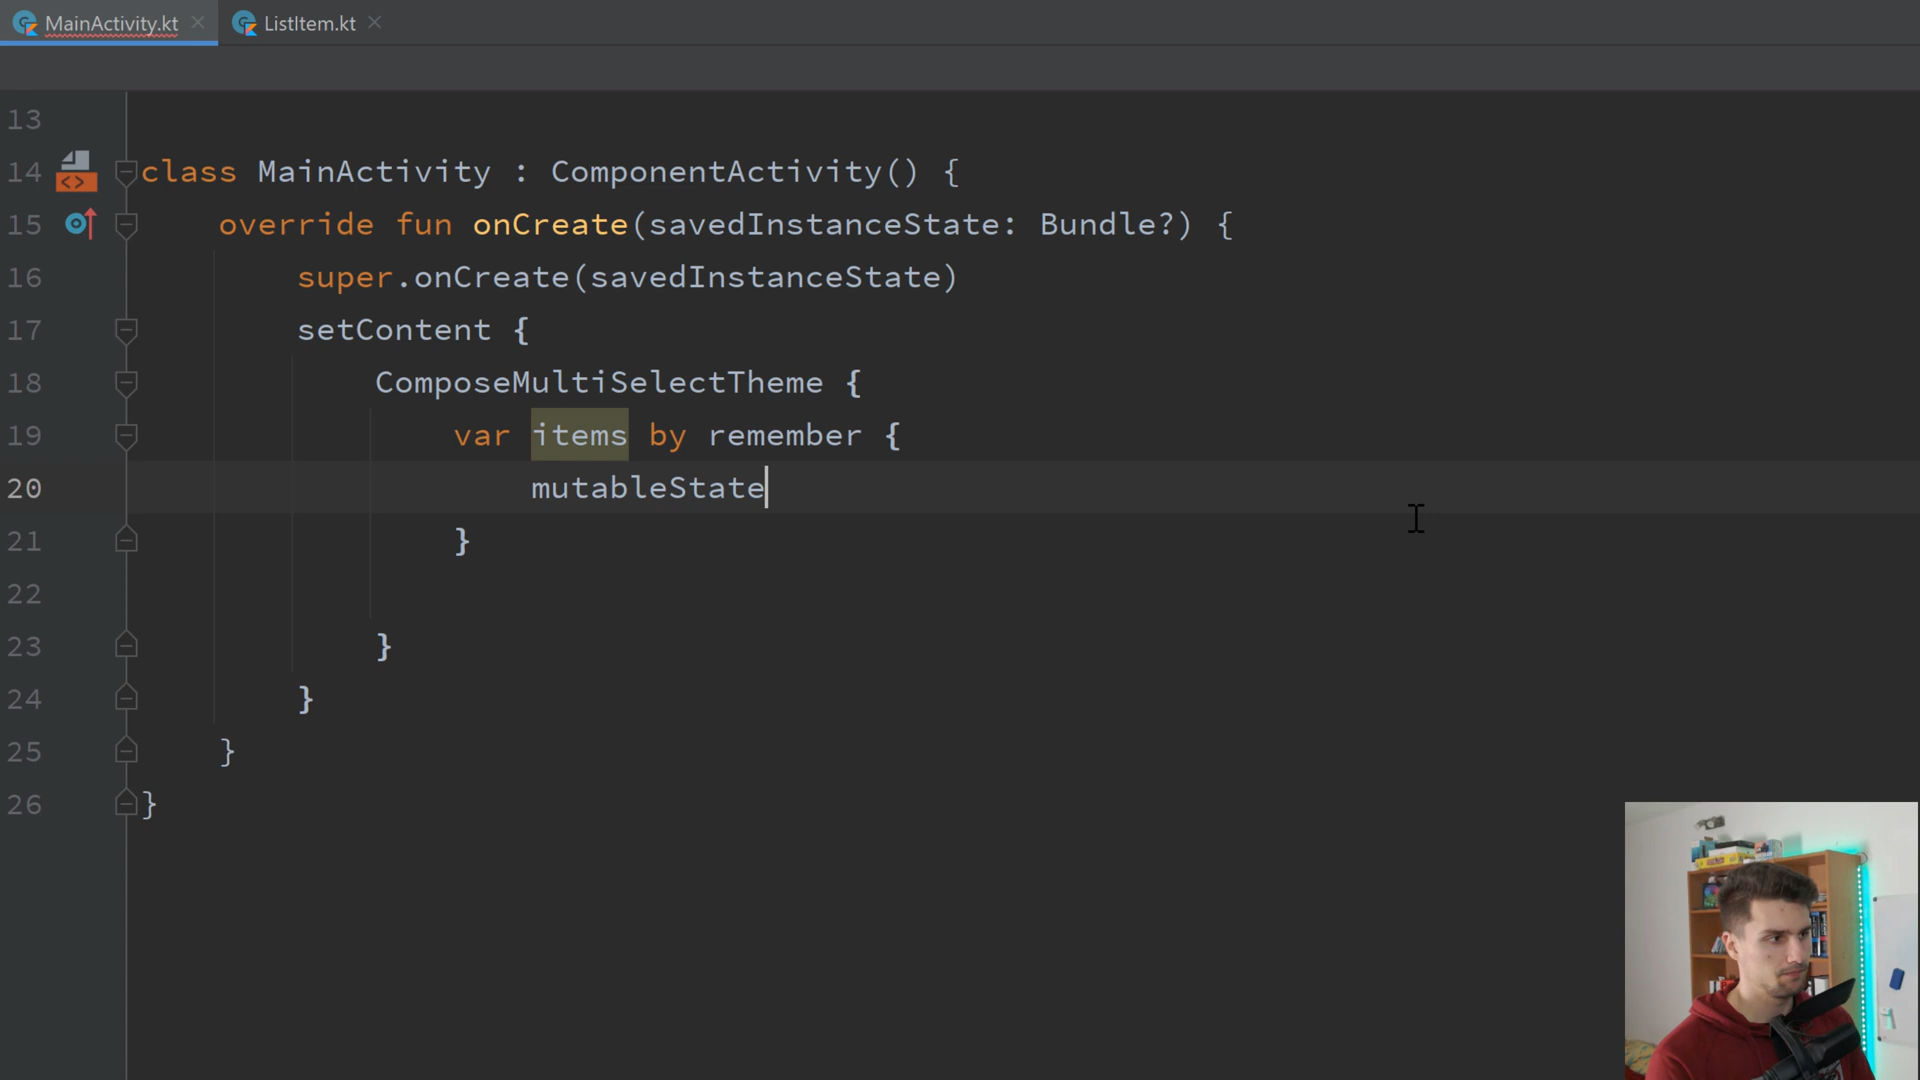 MainActivity.kt
ListItem.kt
13
14 class MainActivity : ComponentActivity() {
15 override fun onCreate(savedInstanceState: Bundle?) {
16 super.onCreate(savedInstanceState)
17 setContent {
18 ComposeMultiSelectTheme {
19 var items by remember {
20 mutableState
21 }
22
23 }
24 }
25 }
26 }